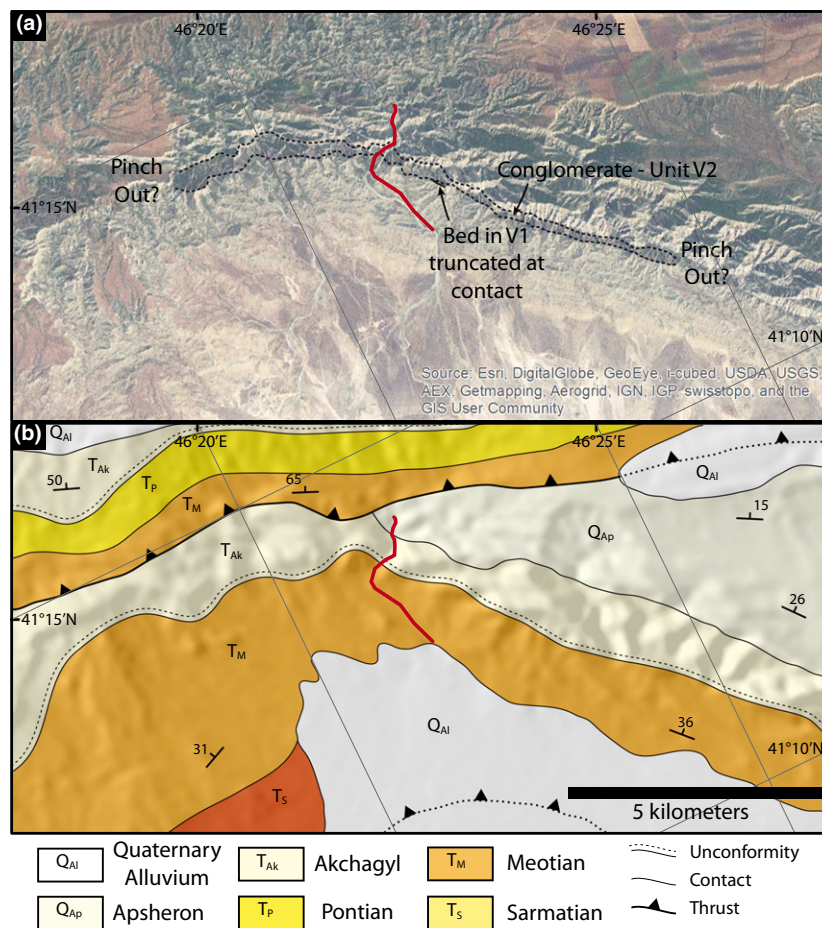 (a)
46°20'E
46°25'E
Pinch
Out?
Conglomerate - Unit V2
41°15'N
Bed in V1
truncated at
contact
Pinch
Out?
41°10'N
Source: Esri, DigitalGlobe, GeoEye, i-cubed, USDA, USGS,
AEX, Getmapping, Aerogrid, IGN, IGP, swisstopo, and the
GIS User Community
(b)
QAl
46°20'E
46°25'E
TAk
50
65
TP
TM
QAl
15
TAk
QAp
26
41°15'N
TM
QAl
31
36
41°10'N
TS
5 kilometers
QAl Quaternary Alluvium
TAk Akchagyl
TM Meotian
Unconformity
Contact
QAp Apsheron
TP Pontian
TS Sarmatian
Thrust